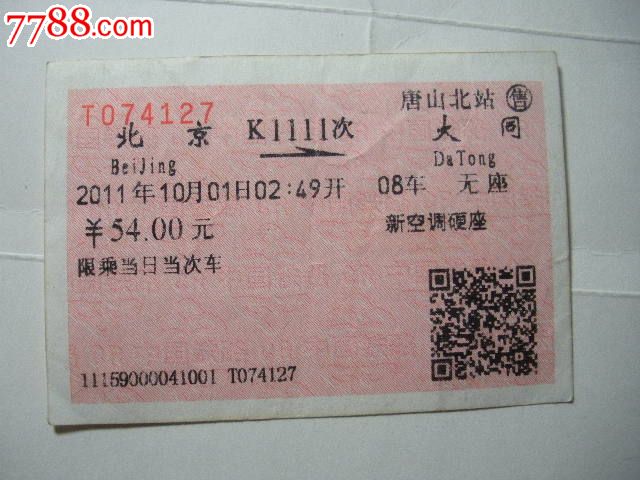 7788.com
T074127
唐山北站 售
北京 K1111次 大同
BeiJing DaTong
2011年10月01日02:49开 08车 无座
￥54.00元 新空调硬座
限乘当日当次车
11159000041001 T074127